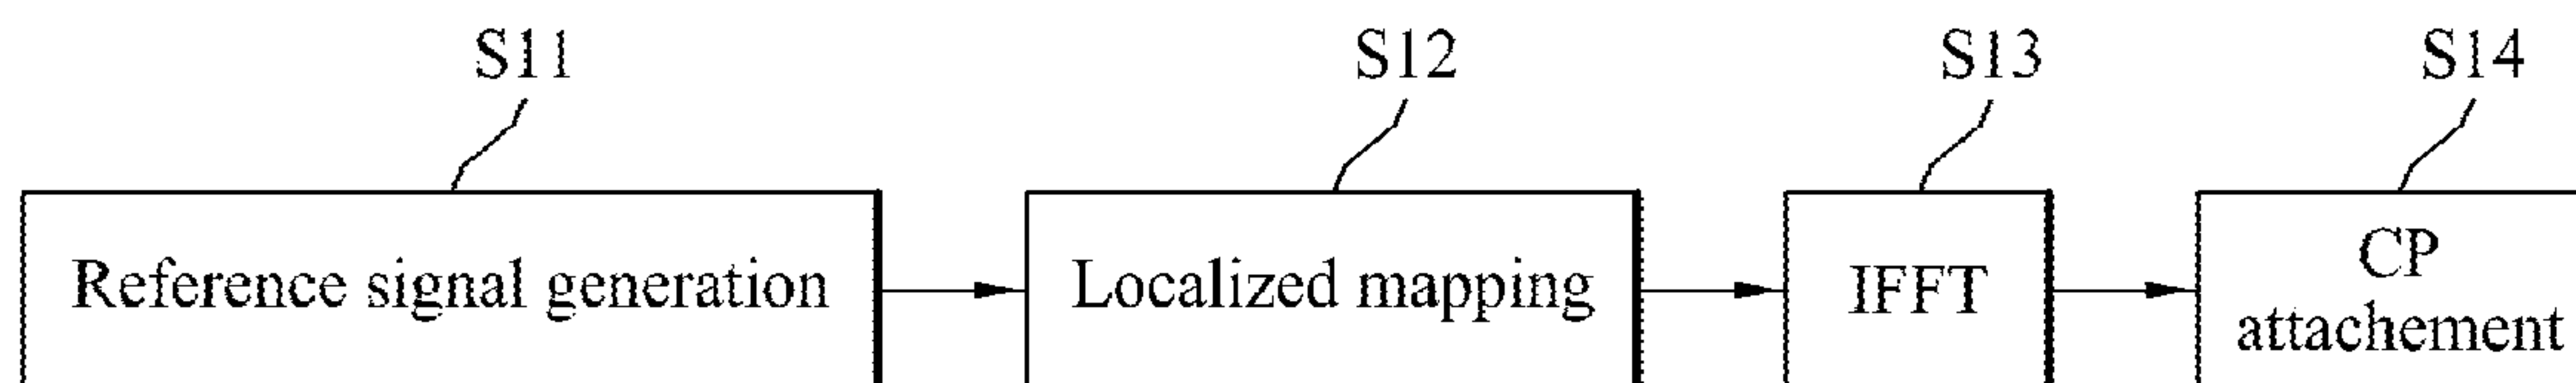 S11
S12
S13
S14
Reference signal generation
Localized mapping
IFFT
CP
attachement